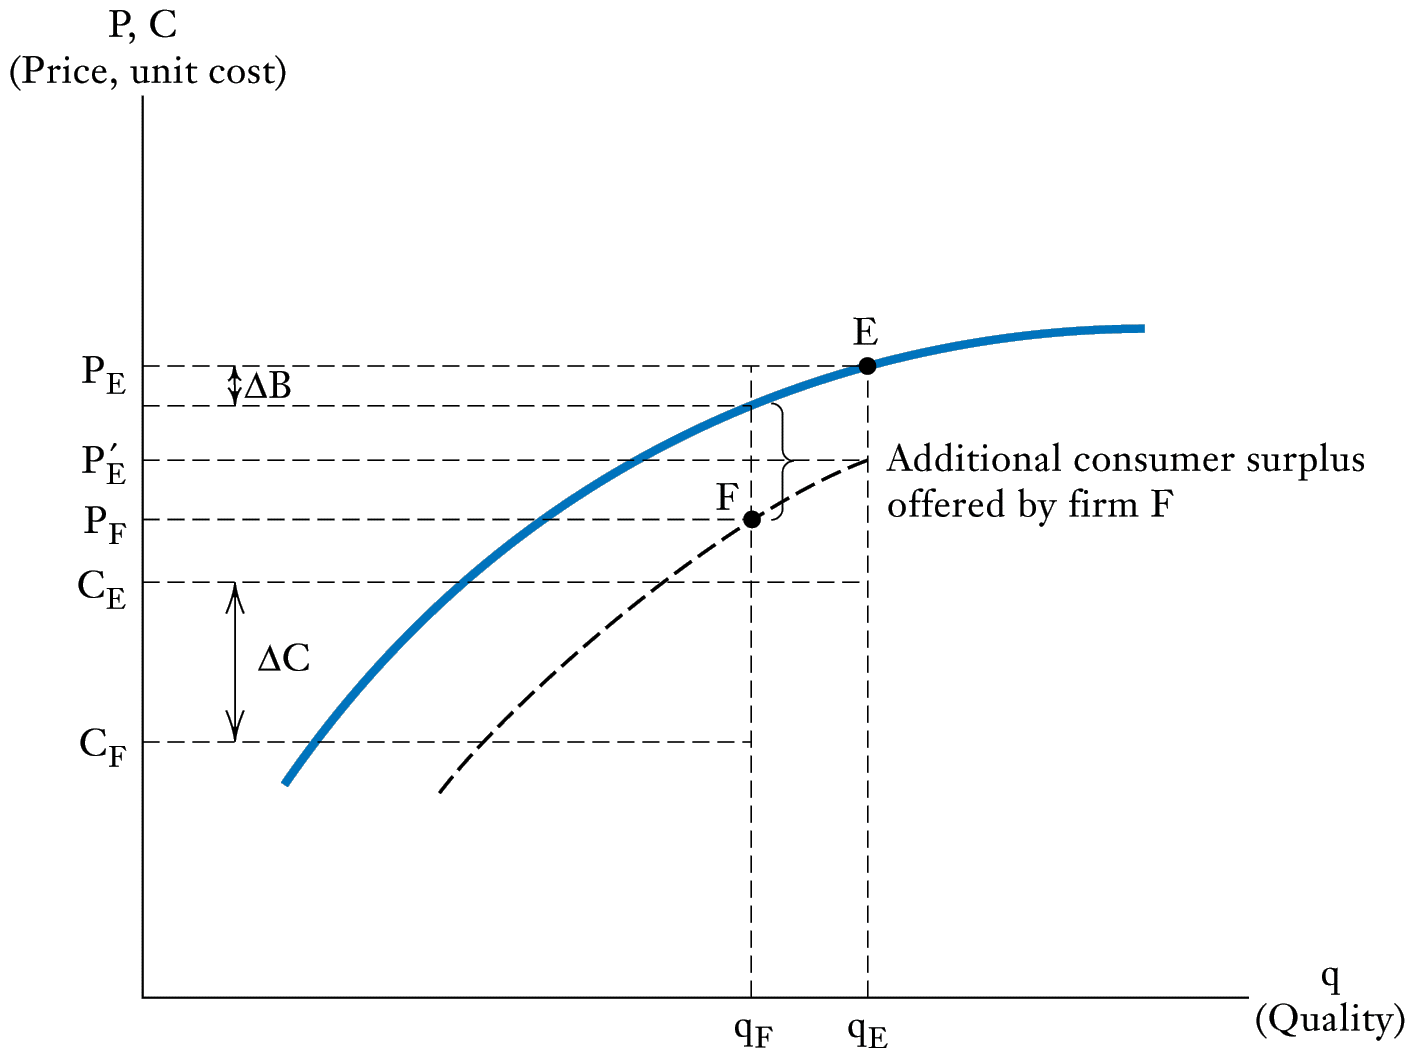 P, C
(Price, unit cost)
E
P_E
ΔB
P′_E
Additional consumer surplus
offered by firm F
F
P_F
C_E
ΔC
C_F
q
(Quality)
q_F
q_E